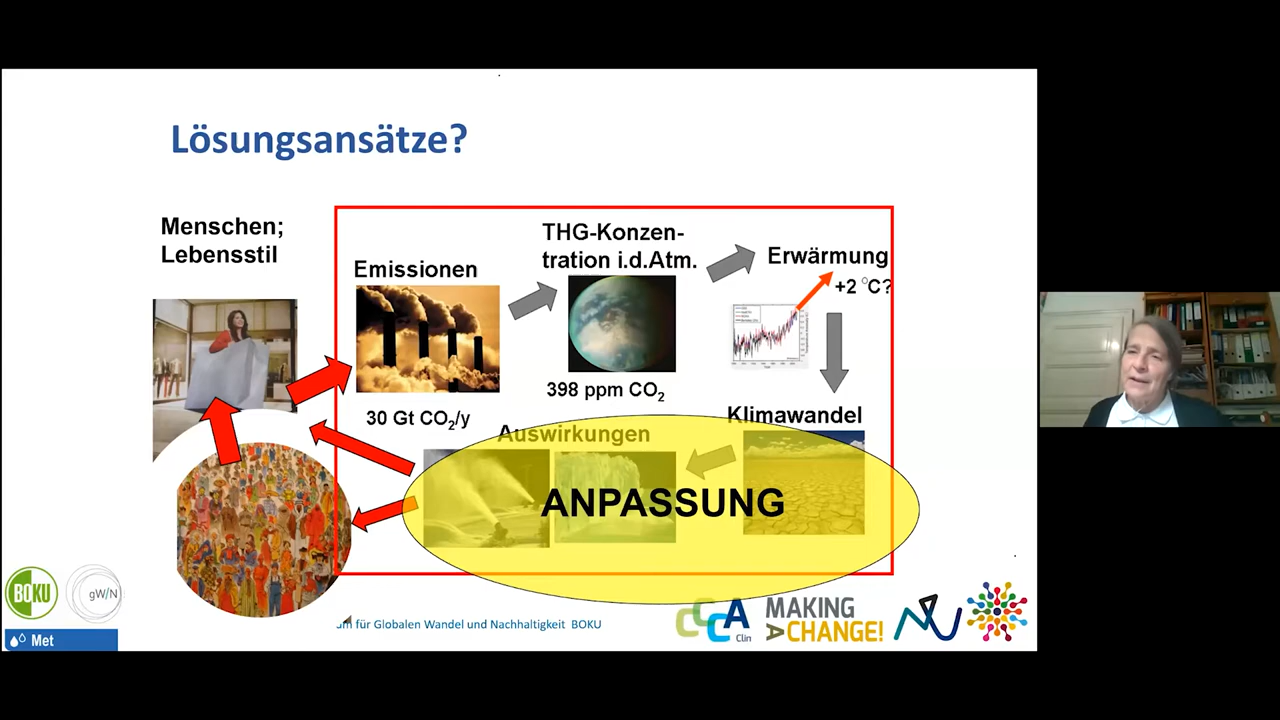 Lösungsansätze?
Menschen;
Lebensstil
Emissionen
THG-Konzen-
tration i.d.Atm.
Erwärmung
+2 °C?
398 ppm CO₂
30 Gt CO₂/y
Klimawandel
Auswirkungen
ANPASSUNG
für Globalen Wandel und Nachhaltigkeit BOKU
BOKU
gW/N
Met
CCCA
Clin
MAKING
A CHANGE!